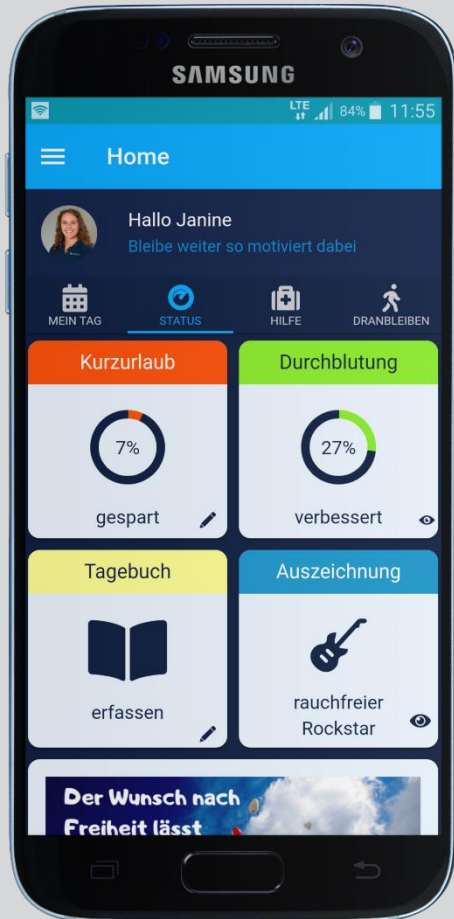 SAMSUNG
LTE 84% 11:55
Home
Hallo Janine
Bleibe weiter so motiviert dabei
MEIN TAG STATUS HILFE DRANBLEIBEN
Kurzurlaub Durchblutung
7% 27%
gespart verbessert
Tagebuch Auszeichnung
erfassen rauchfreier
Rockstar
Der Wunsch nach
Freiheit lässt